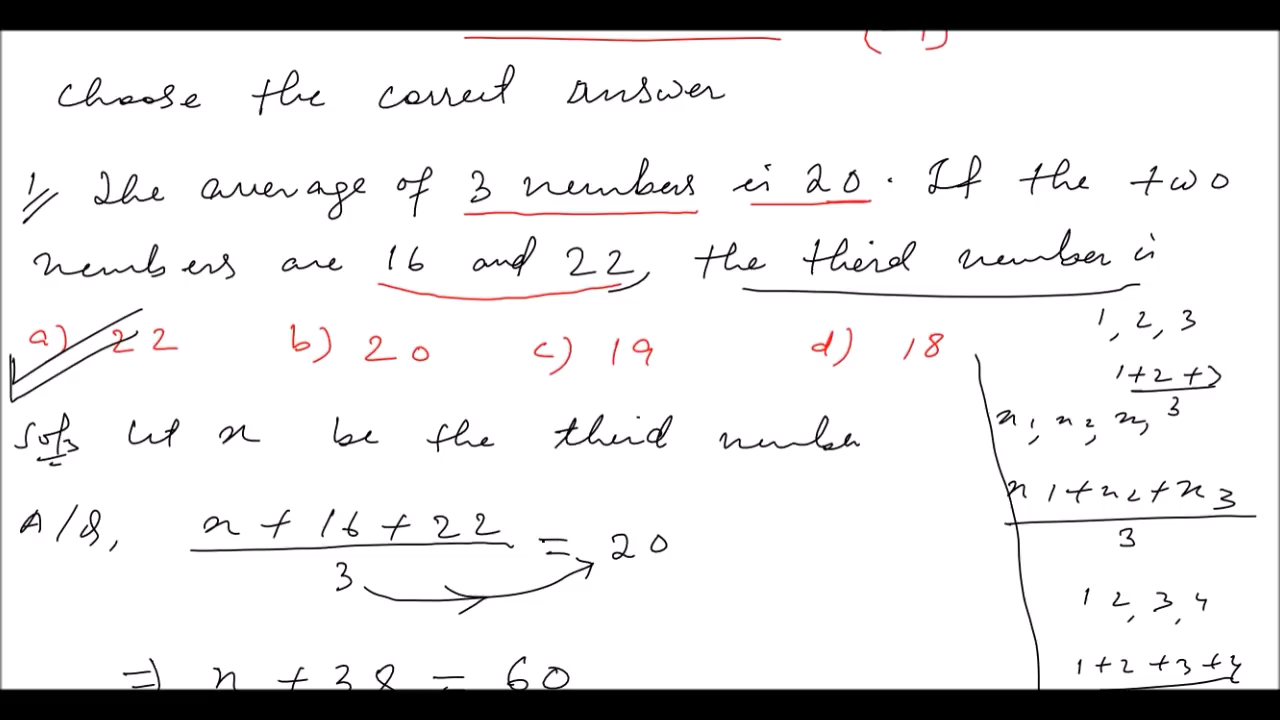 Choose the correct answer
1// The average of 3 numbers is 20. If the two
numbers are 16 and 22, the third number is
a) 22 b) 20 c) 19 d) 18
Soln Let x be the third number
A/Q, x + 16 + 22 / 3 = 20
⇒ x + 38 = 60
1, 2, 3
1+2+3
3
x1, x2, x3
x1+x2+x3
3
1 2, 3, 4
1+2+3+4